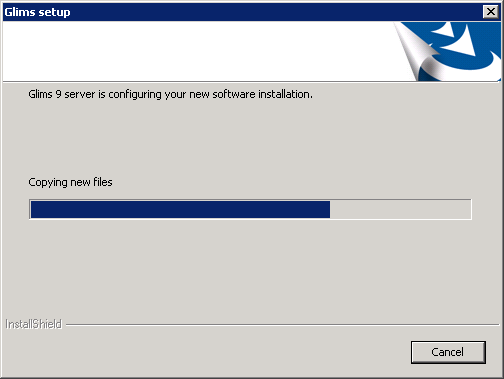 Glims setup
Glims 9 server is configuring your new software installation.
Copying new files
InstallShield
Cancel